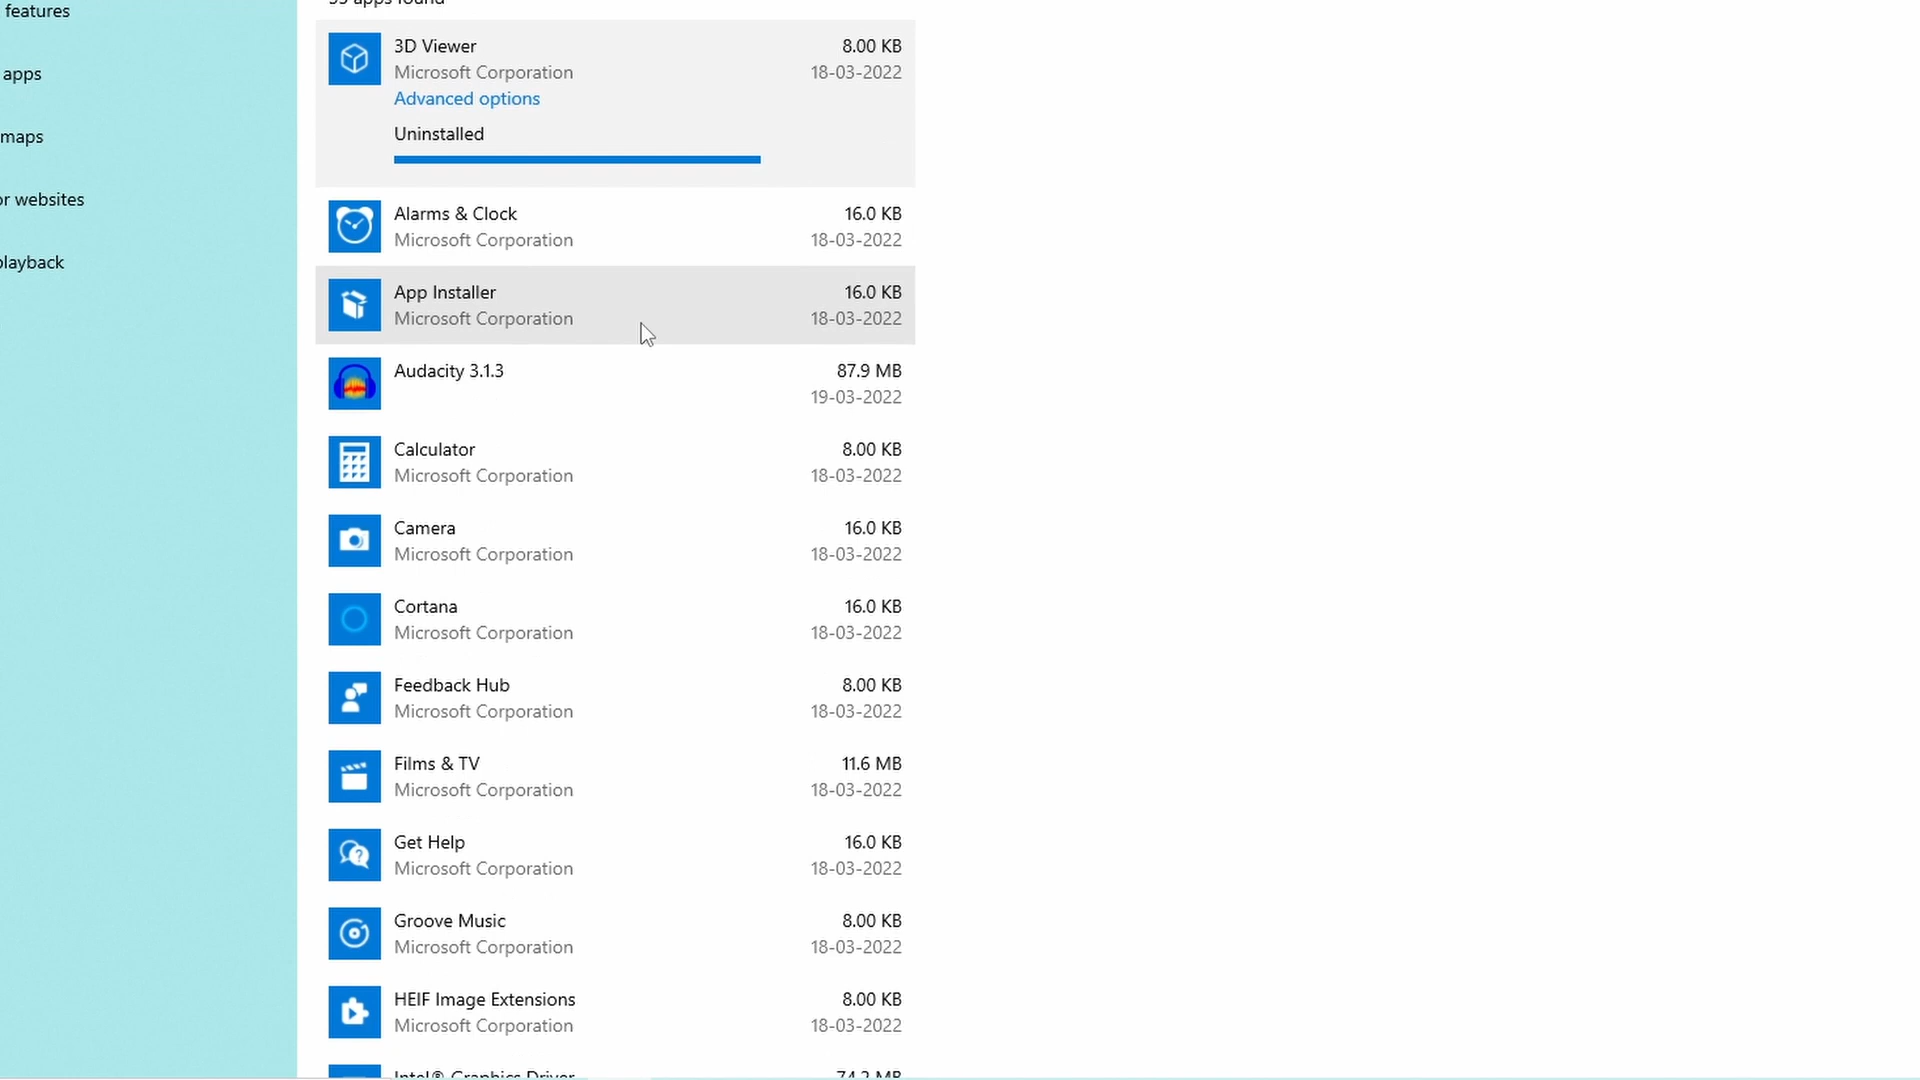 features
apps
maps
or websites
playback
apps found
3D Viewer 8.00 KB
Microsoft Corporation 18-03-2022
Advanced options
Uninstalled
Alarms & Clock 16.0 KB
Microsoft Corporation 18-03-2022
App Installer 16.0 KB
Microsoft Corporation 18-03-2022
Audacity 3.1.3 87.9 MB
19-03-2022
Calculator 8.00 KB
Microsoft Corporation 18-03-2022
Camera 16.0 KB
Microsoft Corporation 18-03-2022
Cortana 16.0 KB
Microsoft Corporation 18-03-2022
Feedback Hub 8.00 KB
Microsoft Corporation 18-03-2022
Films & TV 11.6 MB
Microsoft Corporation 18-03-2022
Get Help 16.0 KB
Microsoft Corporation 18-03-2022
Groove Music 8.00 KB
Microsoft Corporation 18-03-2022
HEIF Image Extensions 8.00 KB
Microsoft Corporation 18-03-2022
Intel® Graphics Driver 74.2 MB